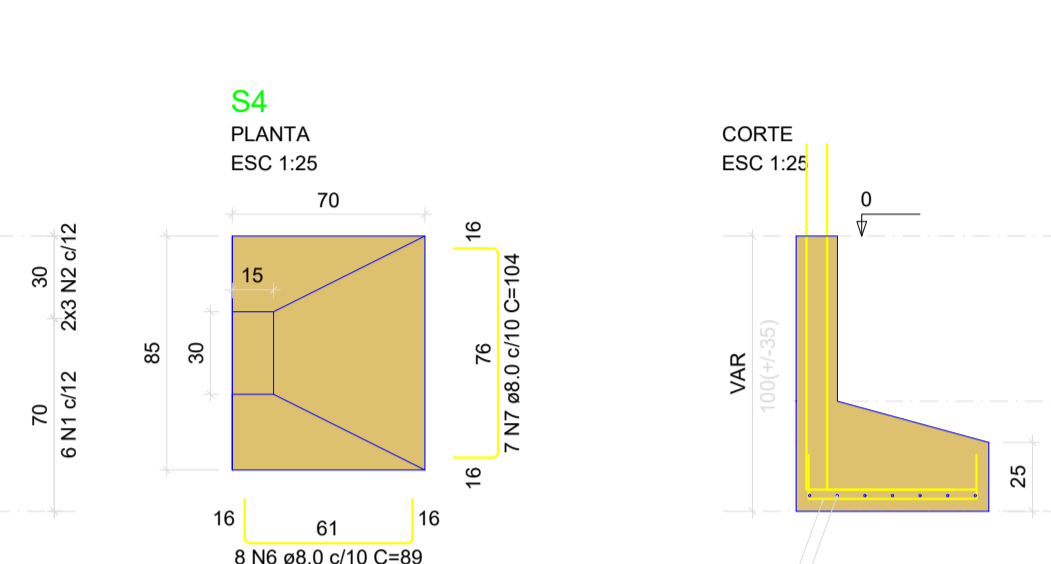 S4
PLANTA
ESC 1:25
70
15
30
85
30
2x3 N2 c/12
70
6 N1 c/12
16
76
7 N7 ø8.0 c/10 C=104
16
16
61
16
8 N6 ø8.0 c/10 C=89
CORTE
ESC 1:25
0
VAR
100(+/-35)
25